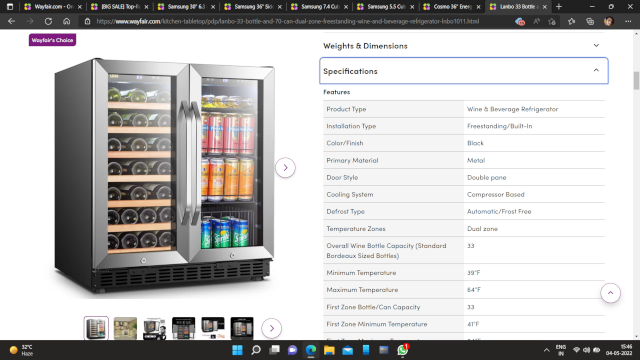 Wayfair.com - O
[BIG SALE] Top-R
Samsung 30" 6.3
Samsung 36" Sid
Samsung 7.4 Cu
Samsung 5.5 Cu
Cosmo 36" Energ
Lanbo 33 Bottle a
https://www.wayfair.com/kitchen-tabletop/pdp/lanbo-33-bottle-and-70-can-dual-zone-freestanding-wine-and-beverage-refrigerator-lnbo1011.html
Wayfair's Choice
Weights & Dimensions
Specifications
Features
Product Type Wine & Beverage Refrigerator
Installation Type Freestanding/Built-In
Color/Finish Black
Primary Material Metal
Door Style Double pane
Cooling System Compressor Based
Defrost Type Automatic/Frost Free
Temperature Zones Dual zone
Overall Wine Bottle Capacity (Standard 33
Bordeaux Sized Bottles)
Minimum Temperature 39°F
Maximum Temperature 64°F
First Zone Bottle/Can Capacity 33
First Zone Minimum Temperature 41°F
32°C
Haze
ENG
IN
15:46
04-05-2022